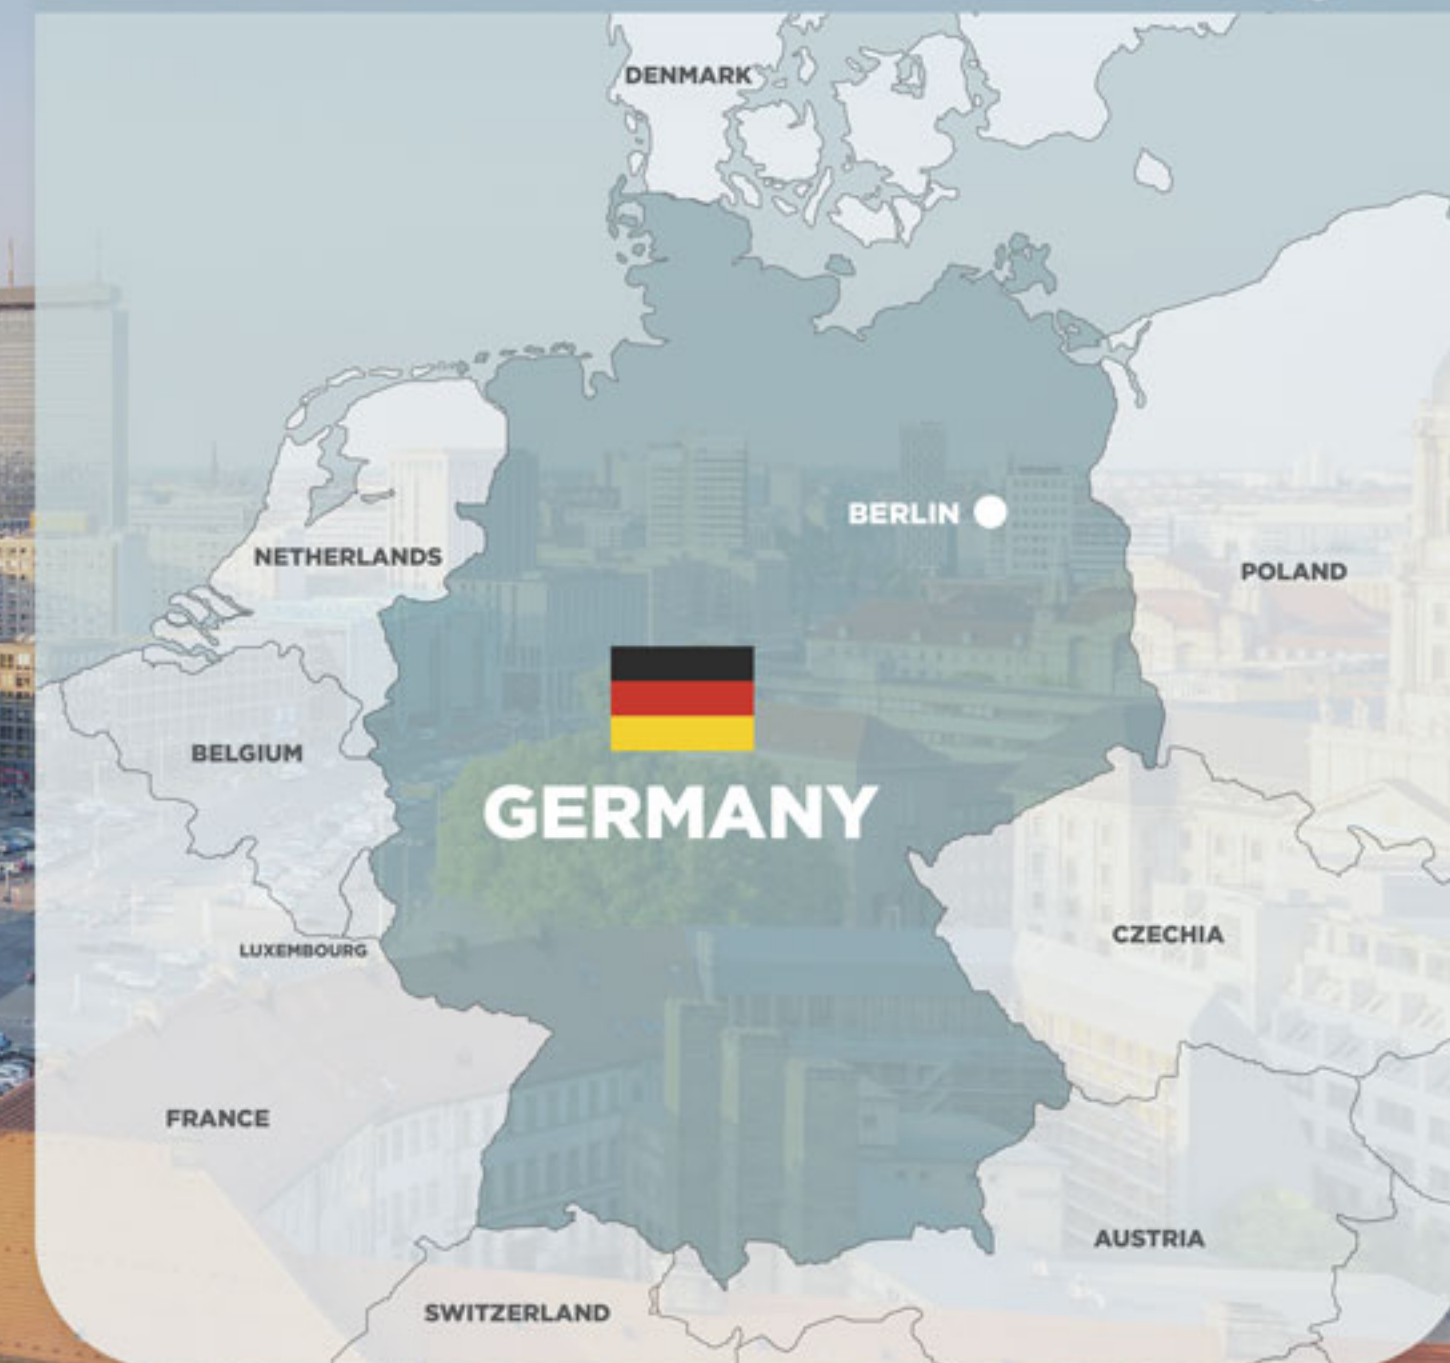 DENMARK
BERLIN
NETHERLANDS
POLAND
BELGIUM
GERMANY
CZECHIA
LUXEMBOURG
FRANCE
AUSTRIA
SWITZERLAND